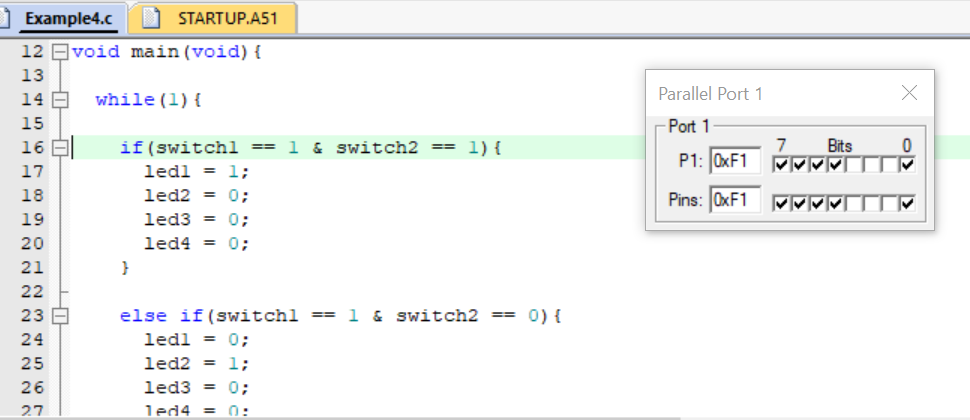 Example4.c STARTUP.A51
12 void main(void){
13
14 while(1){
15
16 if(switch1 == 1 & switch2 == 1){
17 led1 = 1;
18 led2 = 0;
19 led3 = 0;
20 led4 = 0;
21 }
22
23 else if(switch1 == 1 & switch2 == 0){
24 led1 = 0;
25 led2 = 1;
26 led3 = 0;
27 led4 = 0;
Parallel Port 1
Port 1
7 Bits 0
P1: 0xF1
Pins: 0xF1